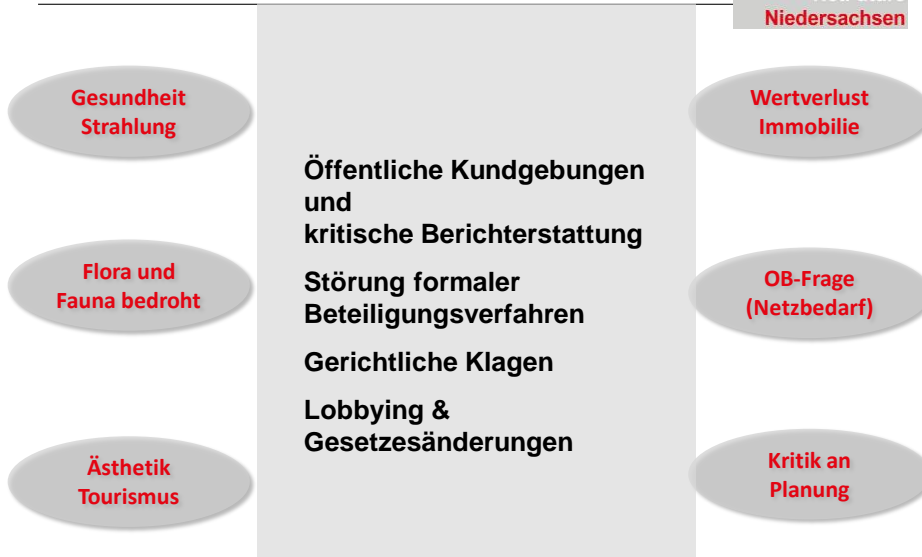 Niedersachsen
Gesundheit
Strahlung
Flora und
Fauna bedroht
Ästhetik
Tourismus
Öffentliche Kundgebungen
und
kritische Berichterstattung
Störung formaler
Beteiligungsverfahren
Gerichtliche Klagen
Lobbying &
Gesetzesänderungen
Wertverlust
Immobilie
OB-Frage
(Netzbedarf)
Kritik an
Planung